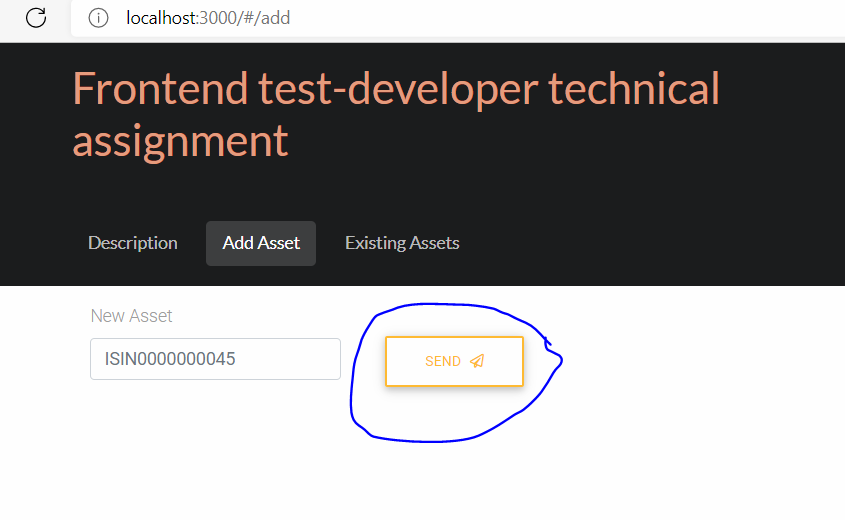 localhost:3000/#/add
Frontend test-developer technical
assignment
Description Add Asset Existing Assets
New Asset
ISIN0000000045 SEND